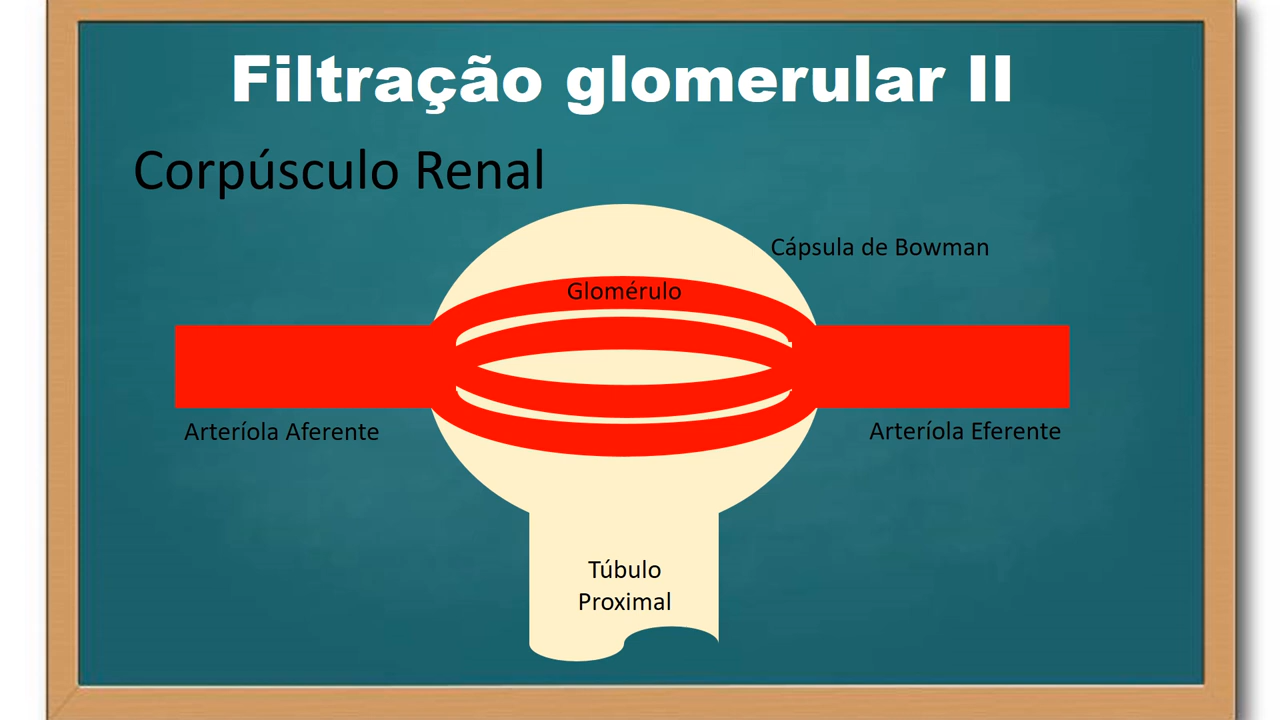 Filtração glomerular II
Corpúsculo Renal
Cápsula de Bowman
Glomérulo
Arteríola Aferente
Arteríola Eferente
Túbulo
Proximal